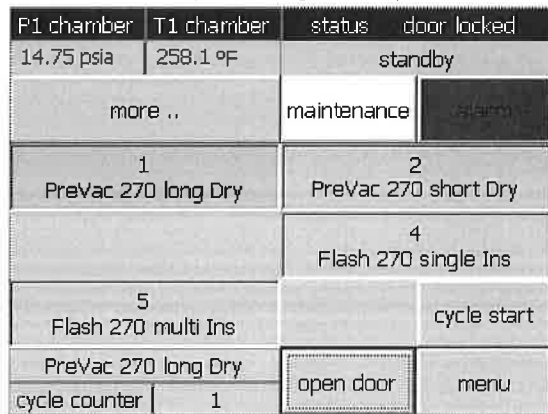 P1 chamber T1 chamber status door locked
14.75 psia 258.1 ºF standby
more .. maintenance alarm
1 2
PreVac 270 long Dry PreVac 270 short Dry
4
Flash 270 single Ins
5
Flash 270 multi Ins cycle start
PreVac 270 long Dry
open door menu
cycle counter 1